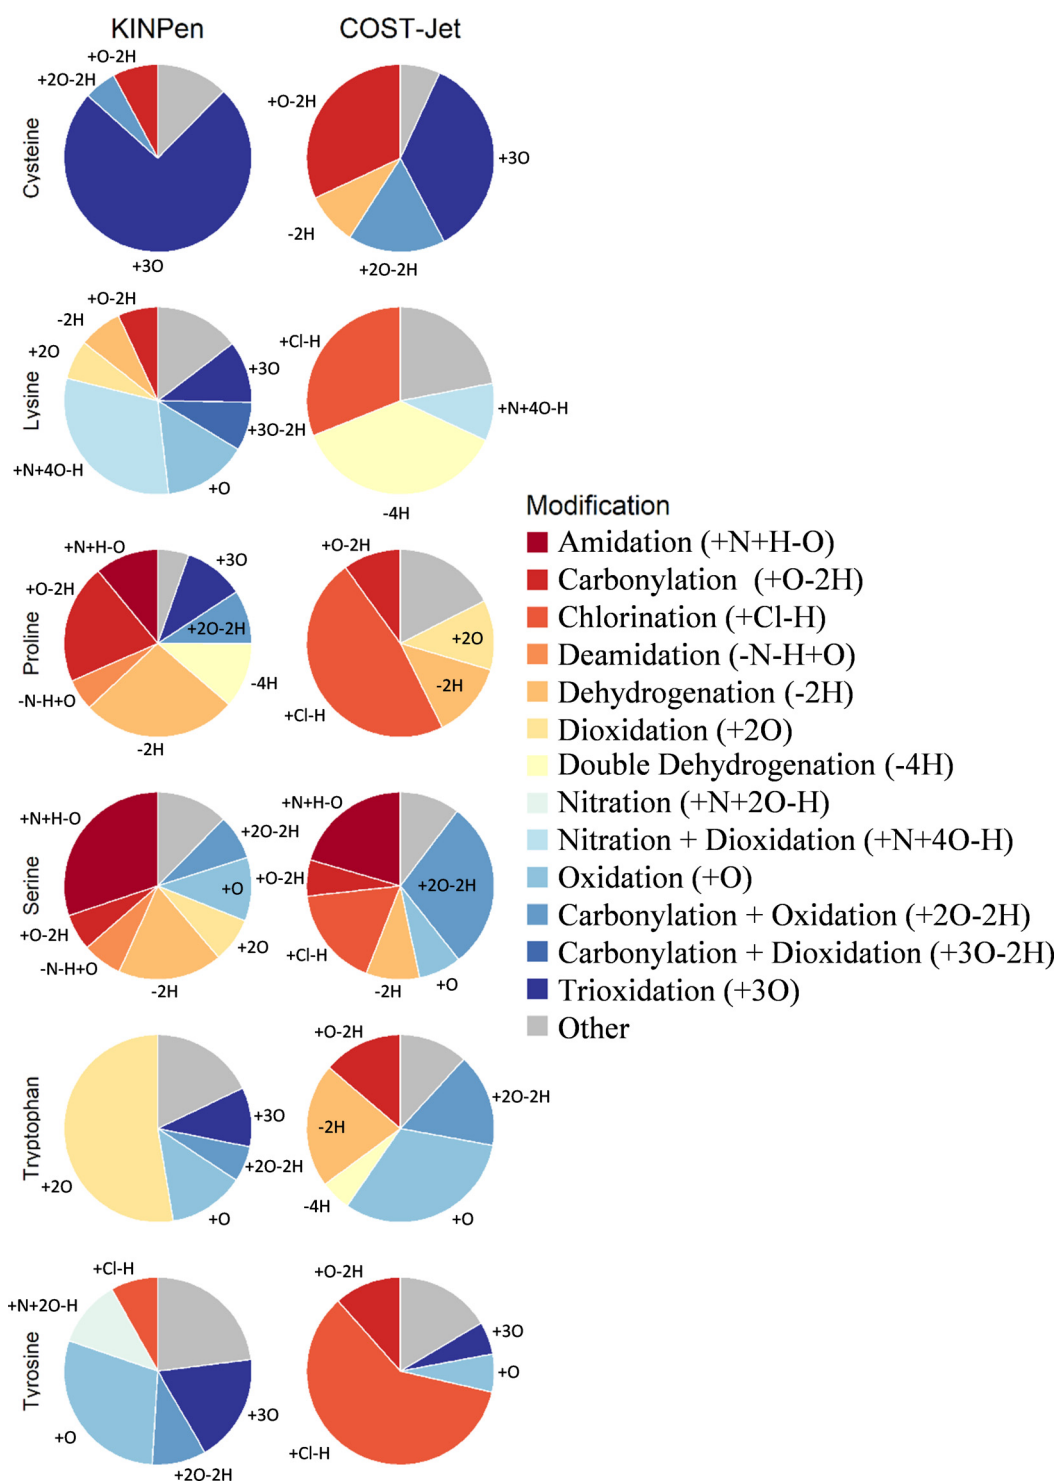 KINPen
COST-Jet
Cysteine
+O-2H
+2O-2H
+3O
+O-2H
+3O
-2H
+2O-2H
Lysine
+O-2H
-2H
+2O
+3O
+3O-2H
+N+4O-H
+O
+Cl-H
+N+4O-H
-4H
Proline
+N+H-O
+3O
+O-2H
+2O-2H
-4H
-N-H+O
-2H
+O-2H
+2O
-2H
+Cl-H
Serine
+N+H-O
+2O-2H
+O
+O-2H
+2O
-N-H+O
-2H
+N+H-O
+O-2H
+2O-2H
+Cl-H
+O
-2H
Tryptophan
+3O
+2O-2H
+2O
+O
+O-2H
+2O-2H
-2H
-4H
+O
Tyrosine
+Cl-H
+N+2O-H
+3O
+O
+2O-2H
+O-2H
+3O
+O
+Cl-H
Modification
Amidation (+N+H-O)
Carbonylation (+O-2H)
Chlorination (+Cl-H)
Deamidation (-N-H+O)
Dehydrogenation (-2H)
Dioxidation (+2O)
Double Dehydrogenation (-4H)
Nitration (+N+2O-H)
Nitration + Dioxidation (+N+4O-H)
Oxidation (+O)
Carbonylation + Oxidation (+2O-2H)
Carbonylation + Dioxidation (+3O-2H)
Trioxidation (+3O)
Other